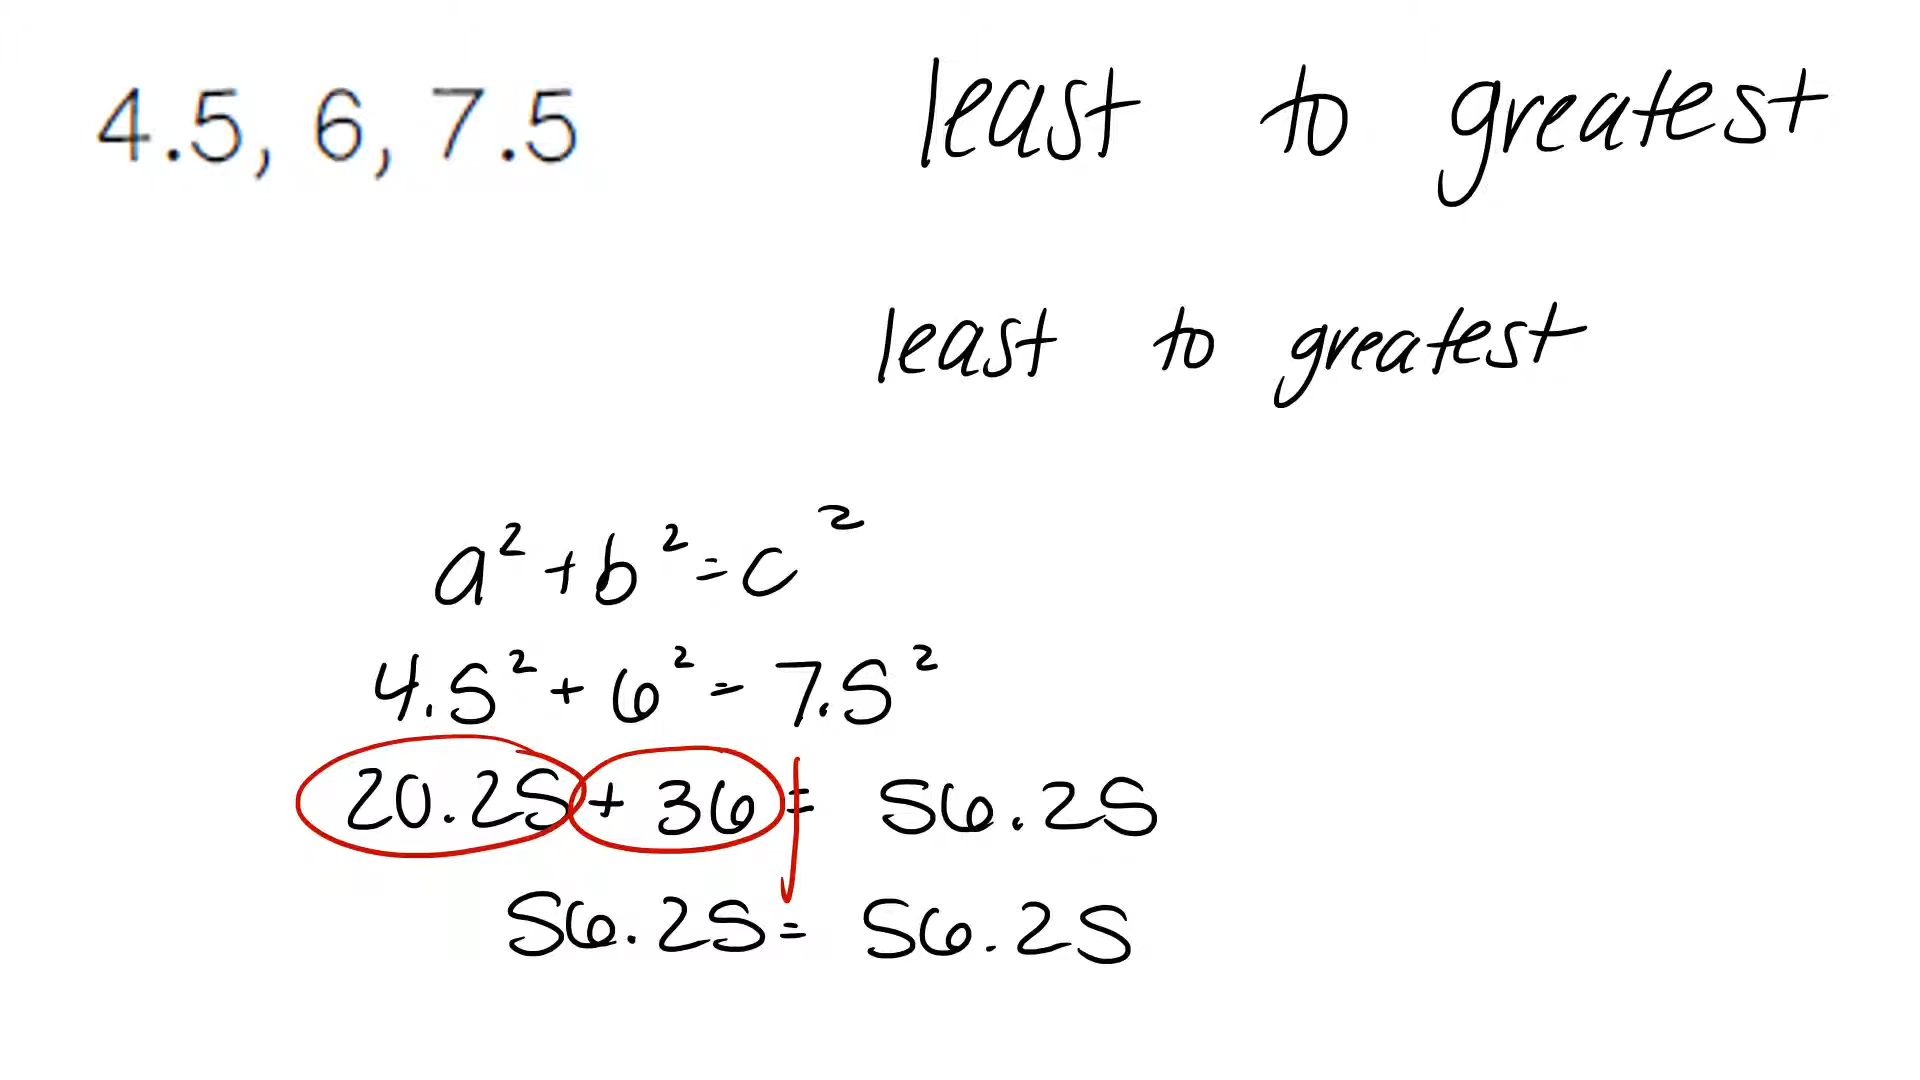 4.5, 6, 7.5
least to greatest
least to greatest
a² + b² = c²
4.5² + 6² = 7.5²
20.25 + 36 = 56.25
56.25 = 56.25